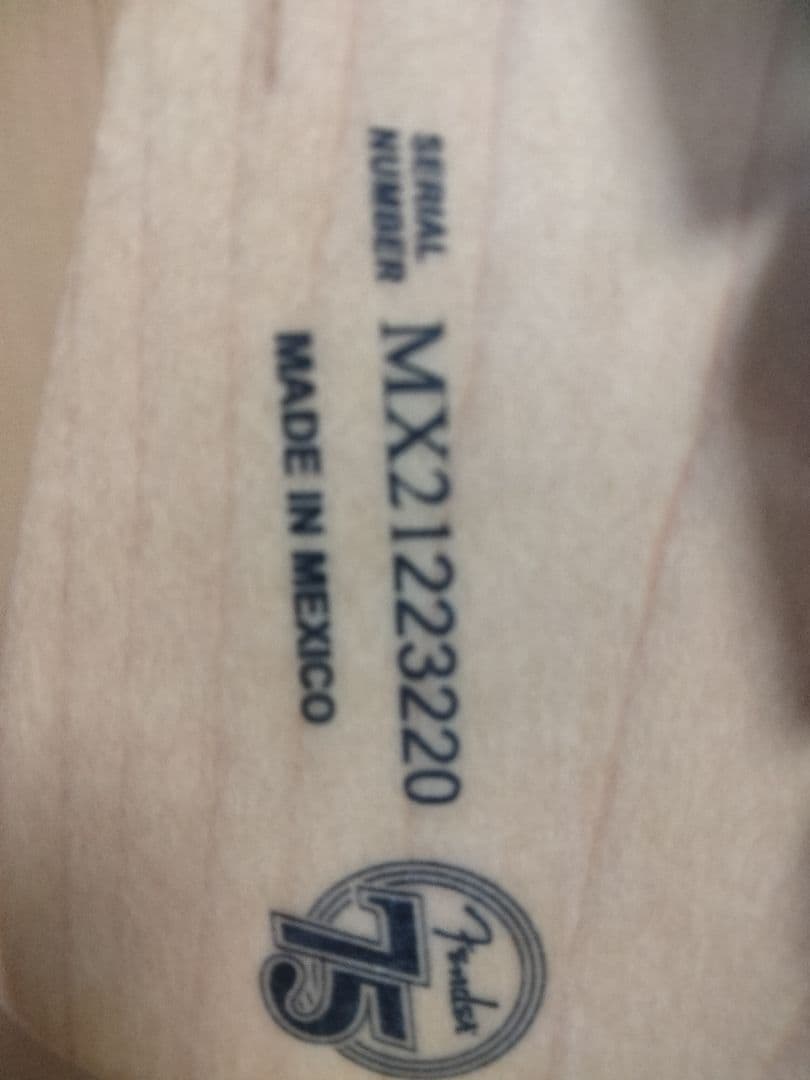 SERIAL
NUMBER
MX21223220
MADE IN MEXICO
Fender
75